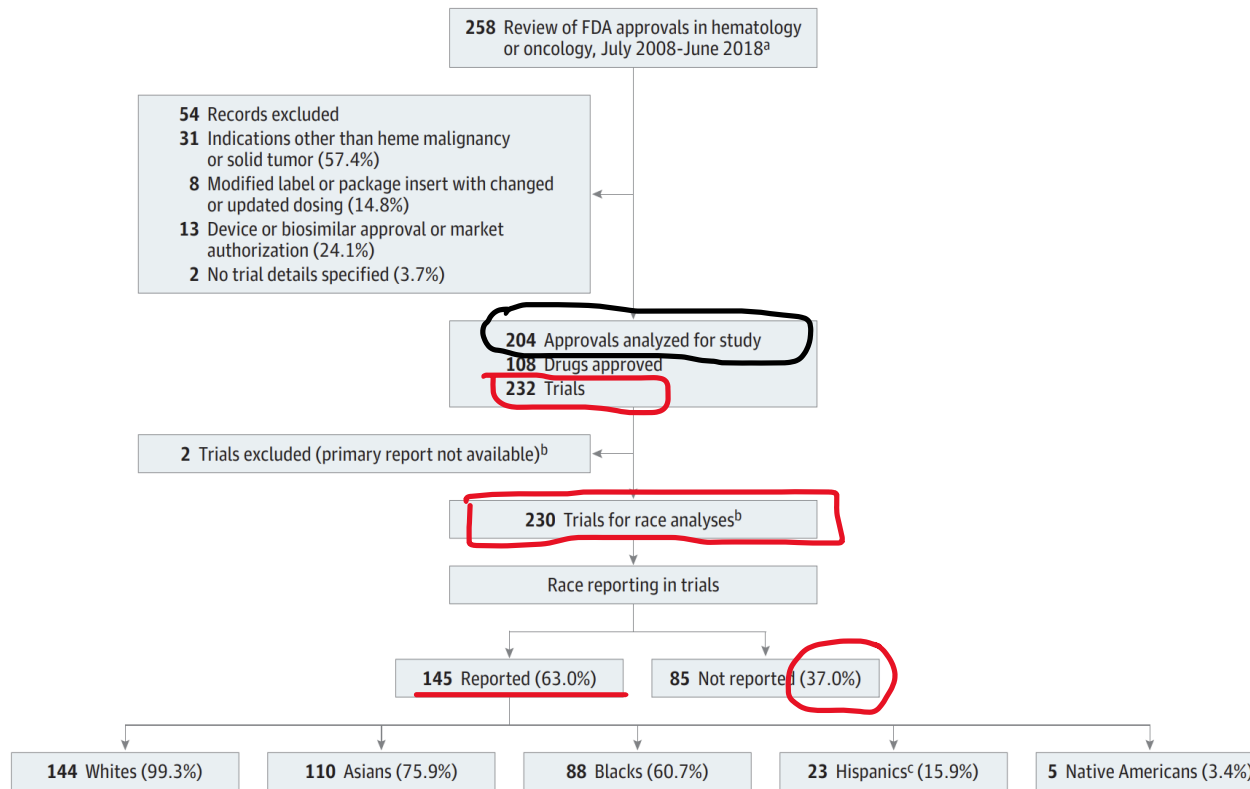 258 Review of FDA approvals in hematology
or oncology, July 2008-June 2018a
54 Records excluded
31 Indications other than heme malignancy
or solid tumor (57.4%)
8 Modified label or package insert with changed
or updated dosing (14.8%)
13 Device or biosimilar approval or market
authorization (24.1%)
2 No trial details specified (3.7%)
204 Approvals analyzed for study
108 Drugs approved
232 Trials
2 Trials excluded (primary report not available)b
230 Trials for race analysesb
Race reporting in trials
145 Reported (63.0%)
85 Not reported (37.0%)
144 Whites (99.3%)
110 Asians (75.9%)
88 Blacks (60.7%)
23 Hispanicsc (15.9%)
5 Native Americans (3.4%)